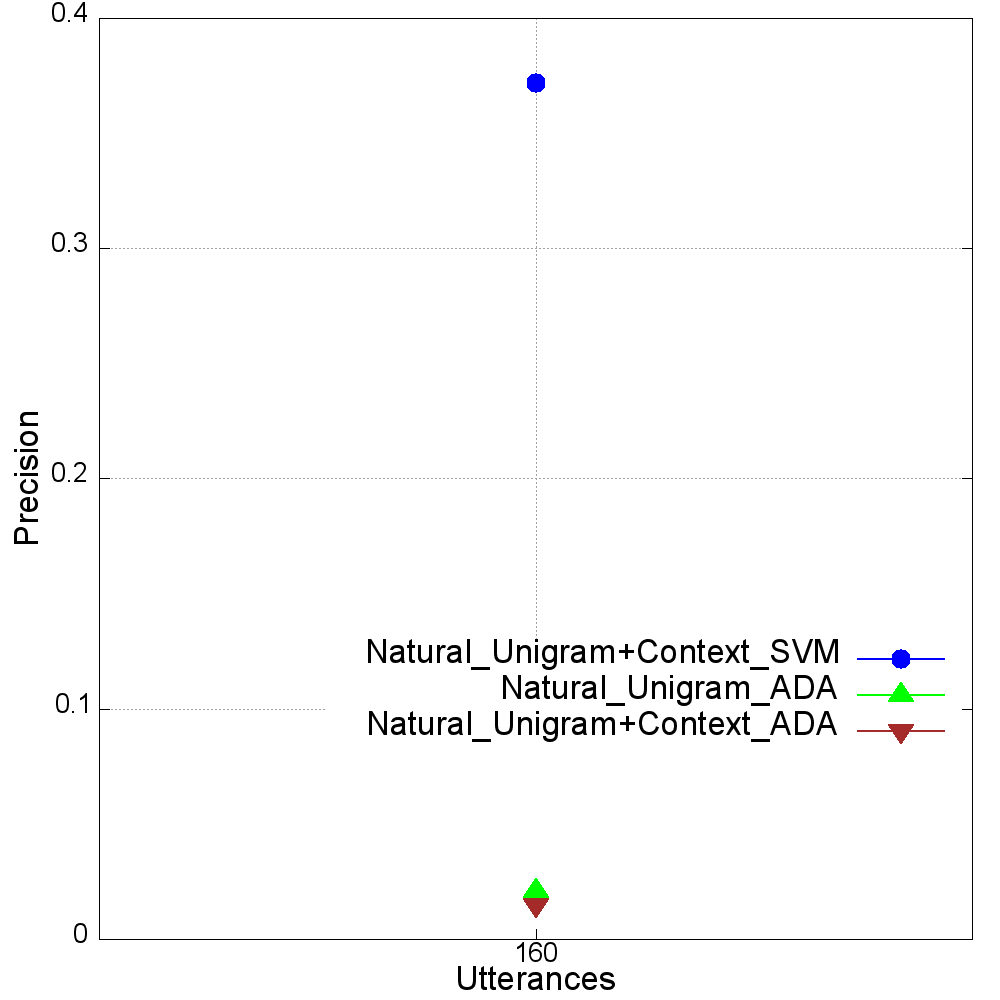 0.4
0.3
0.2
0.1
0
Precision
Natural_Unigram+Context_SVM
Natural_Unigram_ADA
Natural_Unigram+Context_ADA
160
Utterances